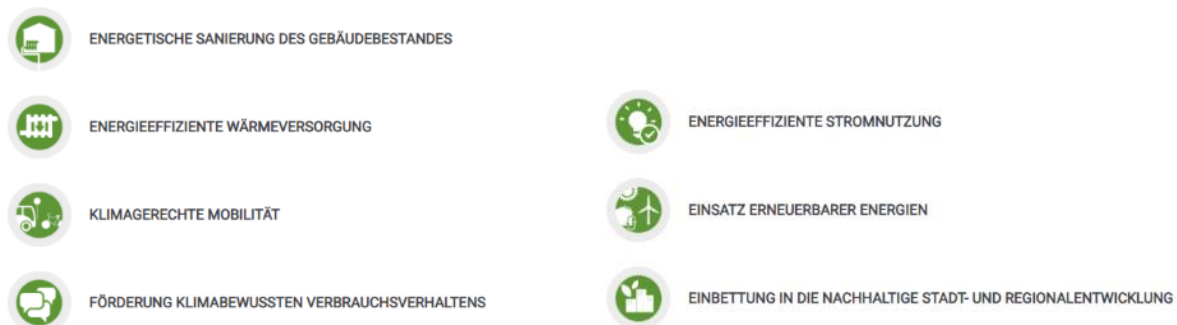 ENERGETISCHE SANIERUNG DES GEBÄUDEBESTANDES
ENERGIEEFFIZIENTE WÄRMEVERSORGUNG
KLIMAGERECHTE MOBILITÄT
FÖRDERUNG KLIMABEWUSSTEN VERBRAUCHSVERHALTENS
ENERGIEEFFIZIENTE STROMNUTZUNG
EINSATZ ERNEUERBARER ENERGIEN
EINBETTUNG IN DIE NACHHALTIGE STADT- UND REGIONALENTWICKLUNG